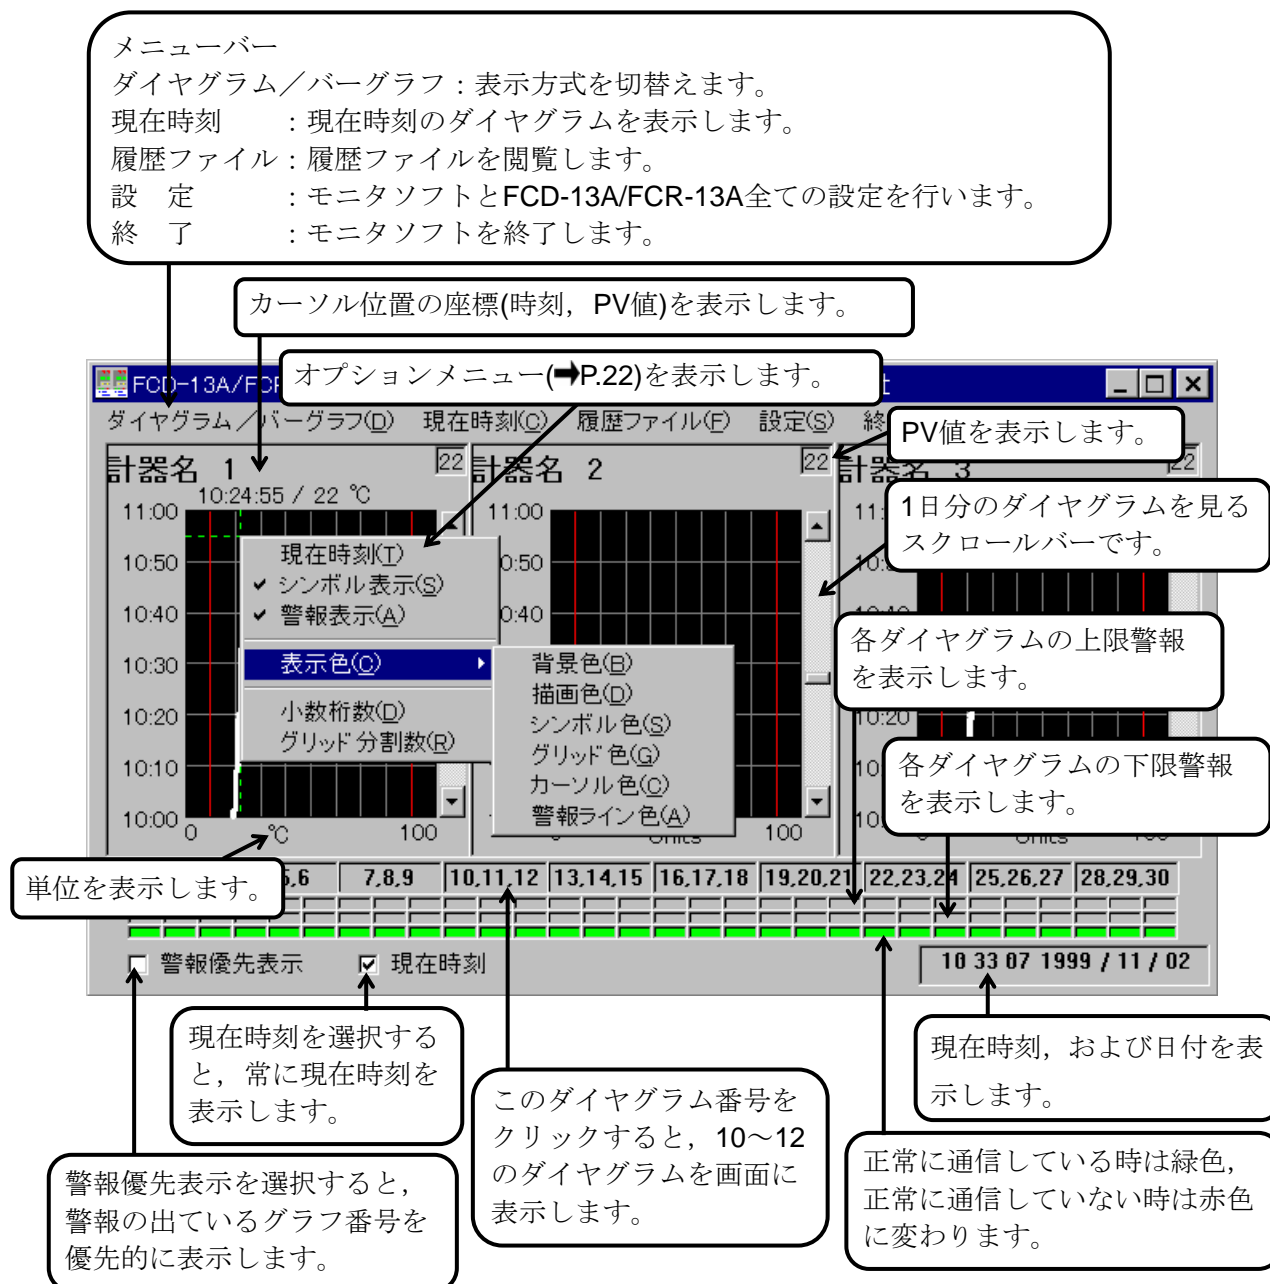 メニューバー
ダイヤグラム／バーグラフ：表示方式を切替えます。
現在時刻　　：現在時刻のダイヤグラムを表示します。
履歴ファイル：履歴ファイルを閲覧します。
設　定　　　：モニタソフトとFCD-13A/FCR-13A全ての設定を行います。
終　了　　　：モニタソフトを終了します。
カーソル位置の座標(時刻，PV値)を表示します。
オプションメニュー(➡P.22)を表示します。
FCD-13A/FCR
ダイヤグラム／バーグラフ(D) 現在時刻(C) 履歴ファイル(F) 設定(S) 終
PV値を表示します。
計器名 1 22
計器名 2 22
計器名 3 22
10:24:55 / 22 ℃
1日分のダイヤグラムを見る
スクロールバーです。
11:00
10:50
10:40
10:30
10:20
10:10
10:00
0 ℃ 100
現在時刻(T)
✓ シンボル表示(S)
✓ 警報表示(A)
表示色(C)
小数桁数(D)
グリッド分割数(R)
11:00
0:50
0:40
背景色(B)
描画色(D)
シンボル色(S)
グリッド色(G)
カーソル色(C)
警報ライン色(A)
Units 100
11:
10:20
10
10:
0 Units 100
各ダイヤグラムの上限警報
を表示します。
各ダイヤグラムの下限警報
を表示します。
単位を表示します。
5,6 7,8,9 10,11,12 13,14,15 16,17,18 19,20,21 22,23,24 25,26,27 28,29,30
警報優先表示 現在時刻 10 33 07 1999 / 11 / 02
現在時刻を選択する
と，常に現在時刻を
表示します。
このダイヤグラム番号を
クリックすると，10～12
のダイヤグラムを画面に
表示します。
現在時刻，および日付を表
示します。
警報優先表示を選択すると，
警報の出ているグラフ番号を
優先的に表示します。
正常に通信している時は緑色，
正常に通信していない時は赤色
に変わります。